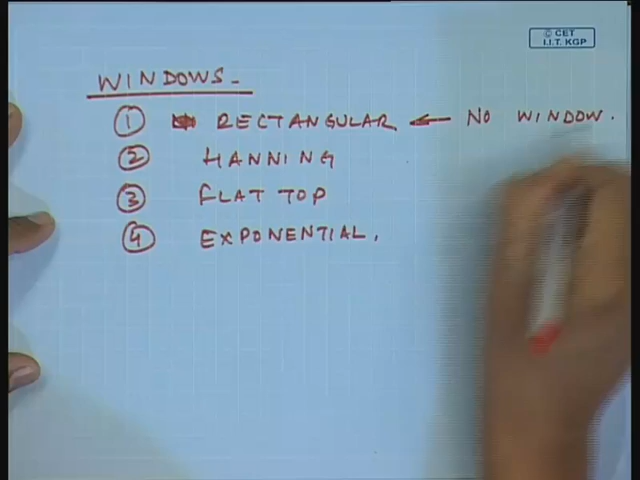 © CET
I.I.T. KGP
WINDOWS -
1 RECTANGULAR ← NO WINDOW.
2 HANNING
3 FLAT TOP
4 EXPONENTIAL.